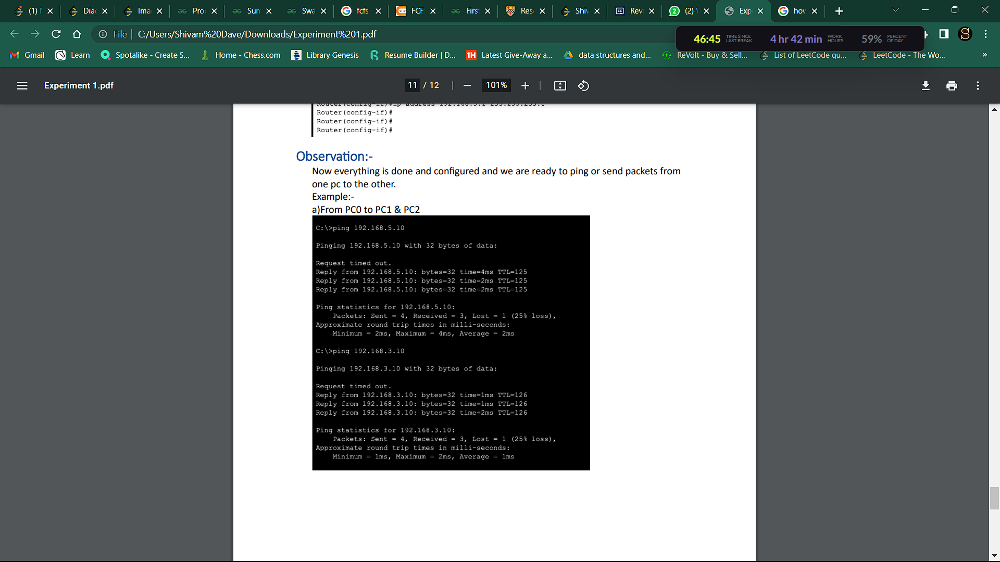 (1) M
Dia
Ima
Pro
Sum
Swa
fcfs
FCF
Firs
Res
Shiv
Revi
(2)
Exp
how
File
C:/Users/Shivam%20Dave/Downloads/Experiment%201.pdf
46:45 TIME SINCE LAST BREAK
4 hr 42 min WORK HOURS
59% PERCENT OF DAY
S
Gmail
Learn
Spotalike - Create S...
Home - Chess.com
Library Genesis
Resume Builder | D...
1H Latest Give-Away a...
data structures and...
ReVolt - Buy & Sell...
List of LeetCode qu...
LeetCode - The Wo...
»
Experiment 1.pdf
11 / 12
101%
Router(config-if)#ip address 192.168.3.1 255.255.255.0
Router(config-if)#
Router(config-if)#
Router(config-if)#
Observation:-
Now everything is done and configured and we are ready to ping or send packets from
one pc to the other.
Example:-
a)From PC0 to PC1 & PC2
C:\>ping 192.168.5.10
Pinging 192.168.5.10 with 32 bytes of data:
Request timed out.
Reply from 192.168.5.10: bytes=32 time=4ms TTL=125
Reply from 192.168.5.10: bytes=32 time=2ms TTL=125
Reply from 192.168.5.10: bytes=32 time=2ms TTL=125
Ping statistics for 192.168.5.10:
Packets: Sent = 4, Received = 3, Lost = 1 (25% loss),
Approximate round trip times in milli-seconds:
Minimum = 2ms, Maximum = 4ms, Average = 2ms
C:\>ping 192.168.3.10
Pinging 192.168.3.10 with 32 bytes of data:
Request timed out.
Reply from 192.168.3.10: bytes=32 time=1ms TTL=126
Reply from 192.168.3.10: bytes=32 time=1ms TTL=126
Reply from 192.168.3.10: bytes=32 time=2ms TTL=126
Ping statistics for 192.168.3.10:
Packets: Sent = 4, Received = 3, Lost = 1 (25% loss),
Approximate round trip times in milli-seconds:
Minimum = 1ms, Maximum = 2ms, Average = 1ms